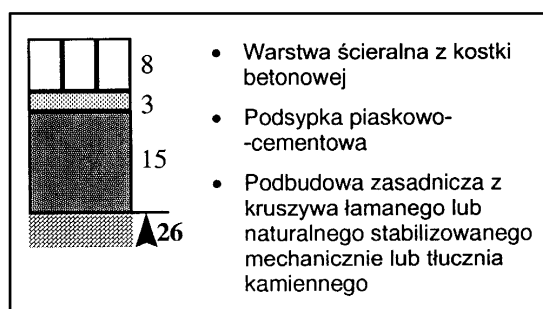 8
3
15
26
• Warstwa ścieralna z kostki
betonowej
• Podsypka piaskowo-
-cementowa
• Podbudowa zasadnicza z
kruszywa łamanego lub
naturalnego stabilizowanego
mechanicznie lub tłucznia
kamiennego